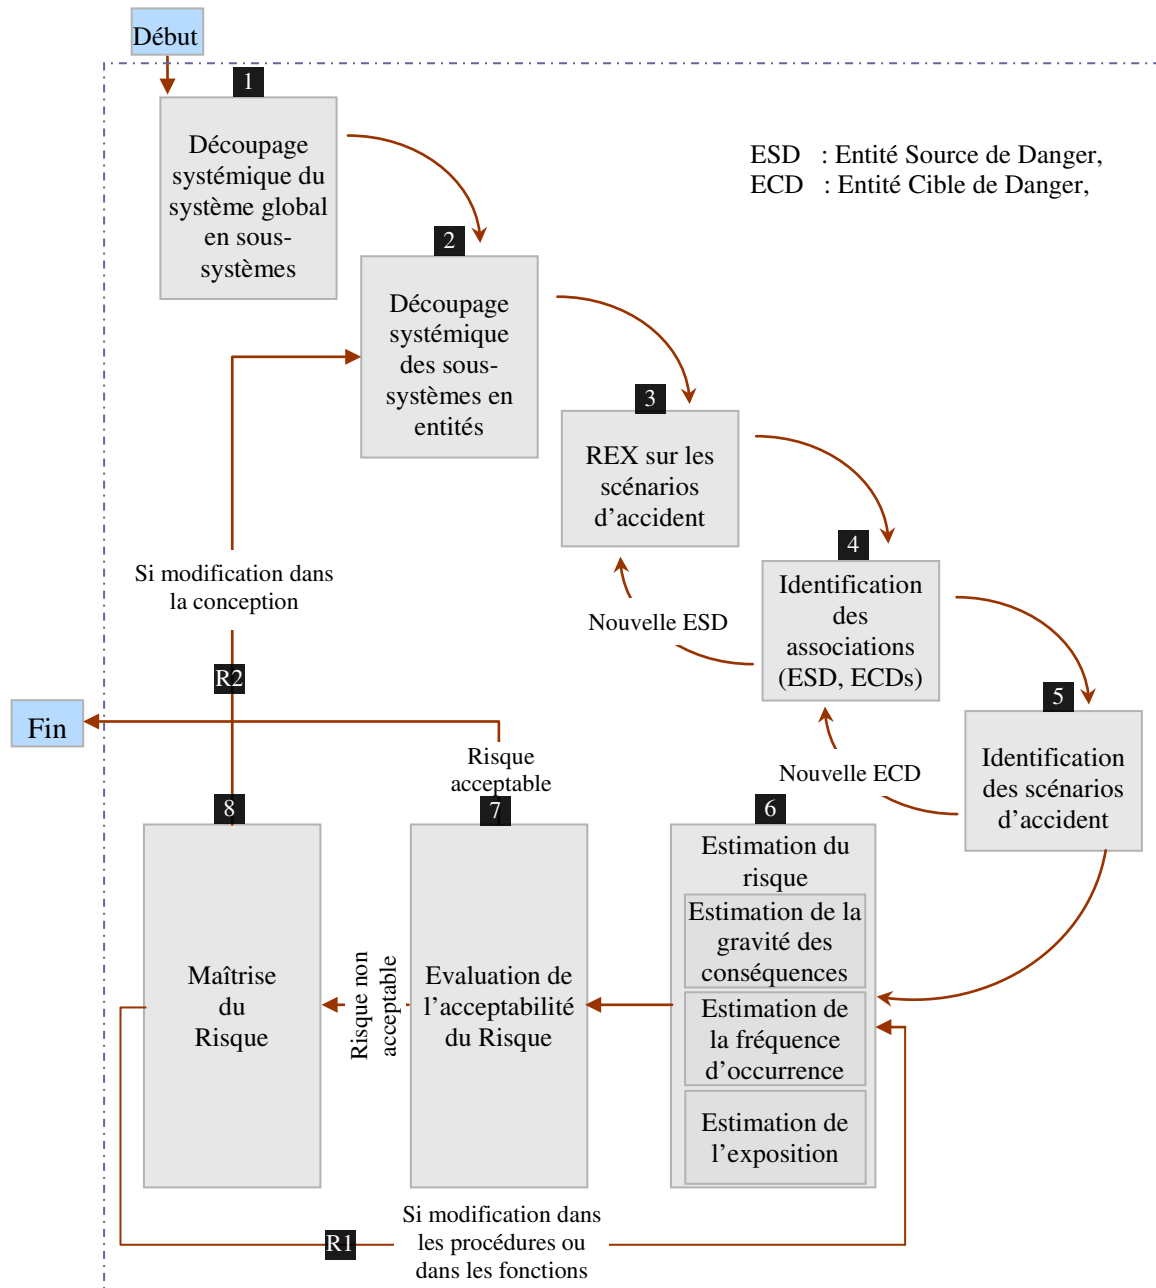 Début
1
Découpage
systémique du
système global
en sous-
systèmes
ESD : Entité Source de Danger,
ECD : Entité Cible de Danger,
2
Découpage
systémique
des sous-
systèmes en
entités
3
REX sur les
scénarios
d’accident
4
Identification
des
associations
(ESD, ECDs)
Nouvelle ESD
5
Identification
des scénarios
d’accident
Nouvelle ECD
Si modification dans
la conception
R2
Fin
Risque
acceptable
6
Estimation du
risque
Estimation de la
gravité des
conséquences
Estimation de
la fréquence
d’occurrence
Estimation de
l’exposition
7
Evaluation de
l’acceptabilité
du Risque
Risque non
acceptable
8
Maîtrise
du
Risque
R1
Si modification dans
les procédures ou
dans les fonctions